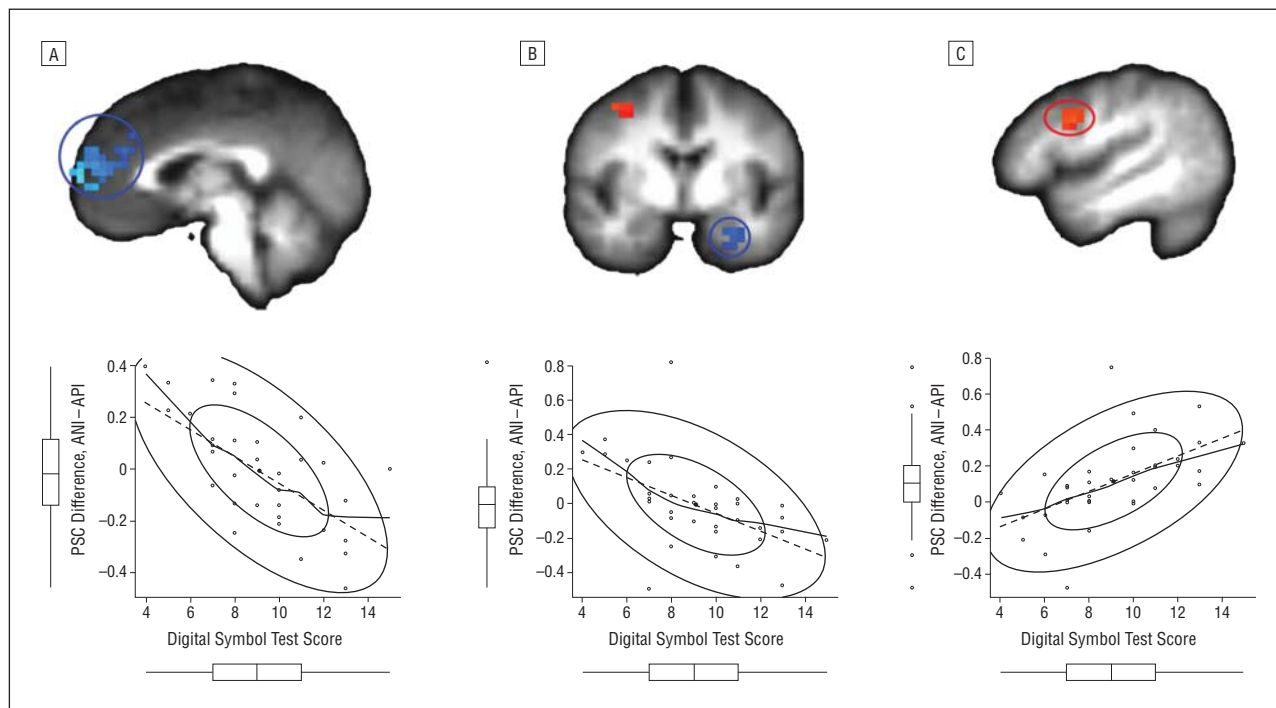 A
B
C
PSC Difference, ANI–API
0.4
0.2
0
–0.2
–0.4
4 6 8 10 12 14
Digital Symbol Test Score
PSC Difference, ANI–API
0.8
0.6
0.4
0.2
0
–0.2
–0.4
4 6 8 10 12 14
Digital Symbol Test Score
PSC Difference, ANI–API
0.8
0.6
0.4
0.2
0
–0.2
–0.4
4 6 8 10 12 14
Digital Symbol Test Score